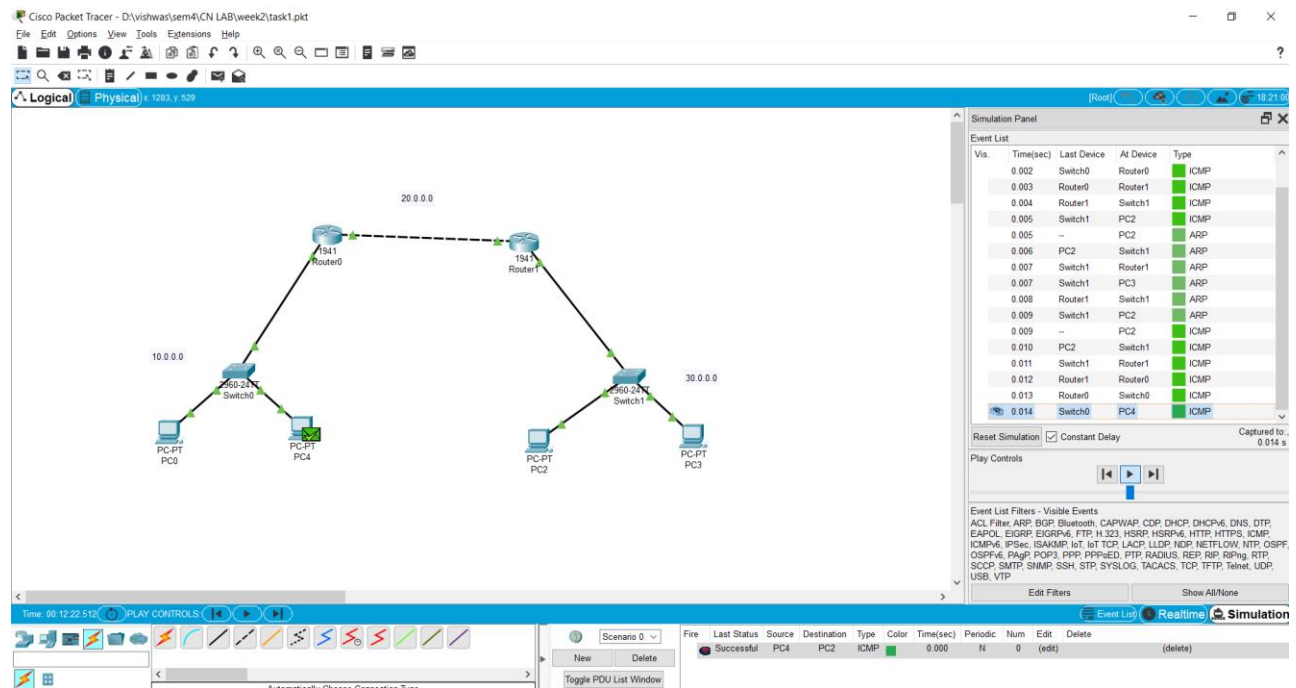 Cisco Packet Tracer - D:\vishwas\sem4\CN LAB\week2\task1.pkt
File Edit Options View Tools Extensions Help
?
Logical Physical x: 1283, y: 529 [Root] 18:21:00
Simulation Panel
Event List
Vis. Time(sec) Last Device At Device Type
0.002 Switch0 Router0 ICMP
0.003 Router0 Router1 ICMP
0.004 Router1 Switch1 ICMP
0.005 Switch1 PC2 ICMP
0.005 -- PC2 ARP
0.006 PC2 Switch1 ARP
0.007 Switch1 Router1 ARP
0.007 Switch1 PC3 ARP
0.008 Router1 Switch1 ARP
0.009 Switch1 PC2 ARP
0.009 -- PC2 ICMP
0.010 PC2 Switch1 ICMP
0.011 Switch1 Router1 ICMP
0.012 Router1 Router0 ICMP
0.013 Router0 Switch0 ICMP
0.014 Switch0 PC4 ICMP
Reset Simulation Constant Delay Captured to:
0.014 s
Play Controls
Event List Filters - Visible Events
ACL Filter, ARP, BGP, Bluetooth, CAPWAP, CDP, DHCP, DHCPv6, DNS, DTP,
EAPOL, EIGRP, EIGRPv6, FTP, H.323, HSRP, HSRPv6, HTTP, HTTPS, ICMP,
ICMPv6, IPSec, ISAKMP, IoT, IoT TCP, LACP, LLDP, NDP, NETFLOW, NTP, OSPF,
OSPFv6, PAgP, POP3, PPP, PPPoED, PTP, RADIUS, REP, RIP, RIPng, RTP,
SCCP, SMTP, SNMP, SSH, STP, SYSLOG, TACACS, TCP, TFTP, Telnet, UDP,
USB, VTP
Edit Filters Show All/None
20.0.0.0
1941
Router0
1941
Router1
10.0.0.0
2960-24TT
Switch0
30.0.0.0
2960-24TT
Switch1
PC-PT
PC0
PC-PT
PC4
PC-PT
PC2
PC-PT
PC3
Time: 00:12:22.512 PLAY CONTROLS: Event List Realtime Simulation
Scenario 0
New Delete
Toggle PDU List Window
Fire Last Status Source Destination Type Color Time(sec) Periodic Num Edit Delete
Successful PC4 PC2 ICMP 0.000 N 0 (edit) (delete)
Automatically Choose Connection Type